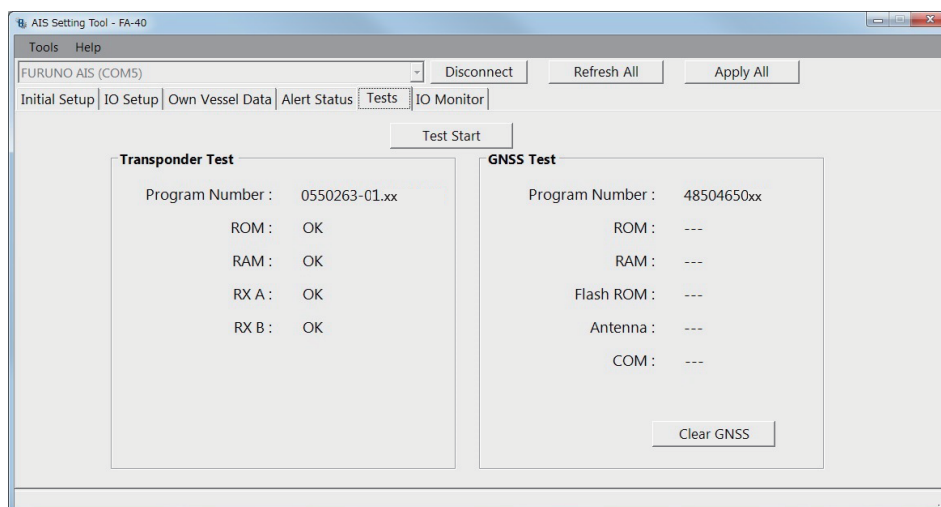 AIS Setting Tool - FA-40
Tools Help
FURUNO AIS (COM5) Disconnect Refresh All Apply All
Initial Setup IO Setup Own Vessel Data Alert Status Tests IO Monitor
Test Start
Transponder Test
Program Number : 0550263-01.xx
ROM : OK
RAM : OK
RX A : OK
RX B : OK
GNSS Test
Program Number : 48504650xx
ROM : ---
RAM : ---
Flash ROM : ---
Antenna : ---
COM : ---
Clear GNSS